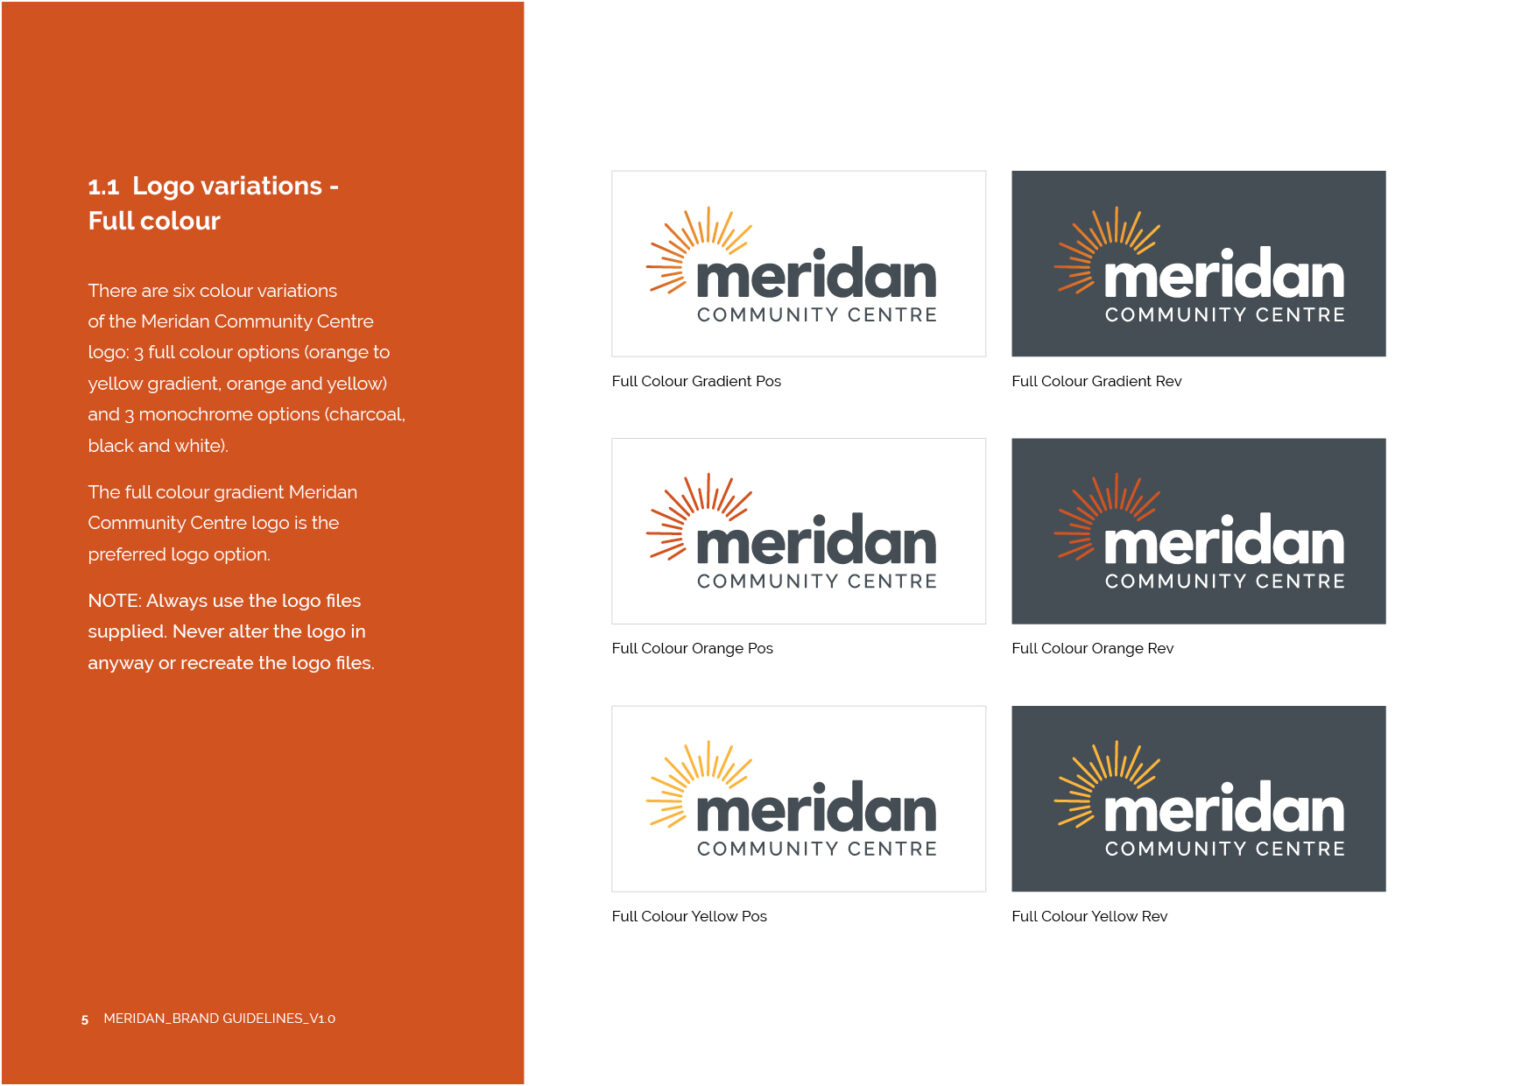 1.1 Logo variations -
Full colour
There are six colour variations
of the Meridan Community Centre
logo: 3 full colour options (orange to
yellow gradient, orange and yellow)
and 3 monochrome options (charcoal,
black and white).
The full colour gradient Meridan
Community Centre logo is the
preferred logo option.
NOTE: Always use the logo files
supplied. Never alter the logo in
anyway or recreate the logo files.
5 MERIDAN_BRAND GUIDELINES_V1.0
meridan
COMMUNITY CENTRE
Full Colour Gradient Pos
meridan
COMMUNITY CENTRE
Full Colour Gradient Rev
meridan
COMMUNITY CENTRE
Full Colour Orange Pos
meridan
COMMUNITY CENTRE
Full Colour Orange Rev
meridan
COMMUNITY CENTRE
Full Colour Yellow Pos
meridan
COMMUNITY CENTRE
Full Colour Yellow Rev